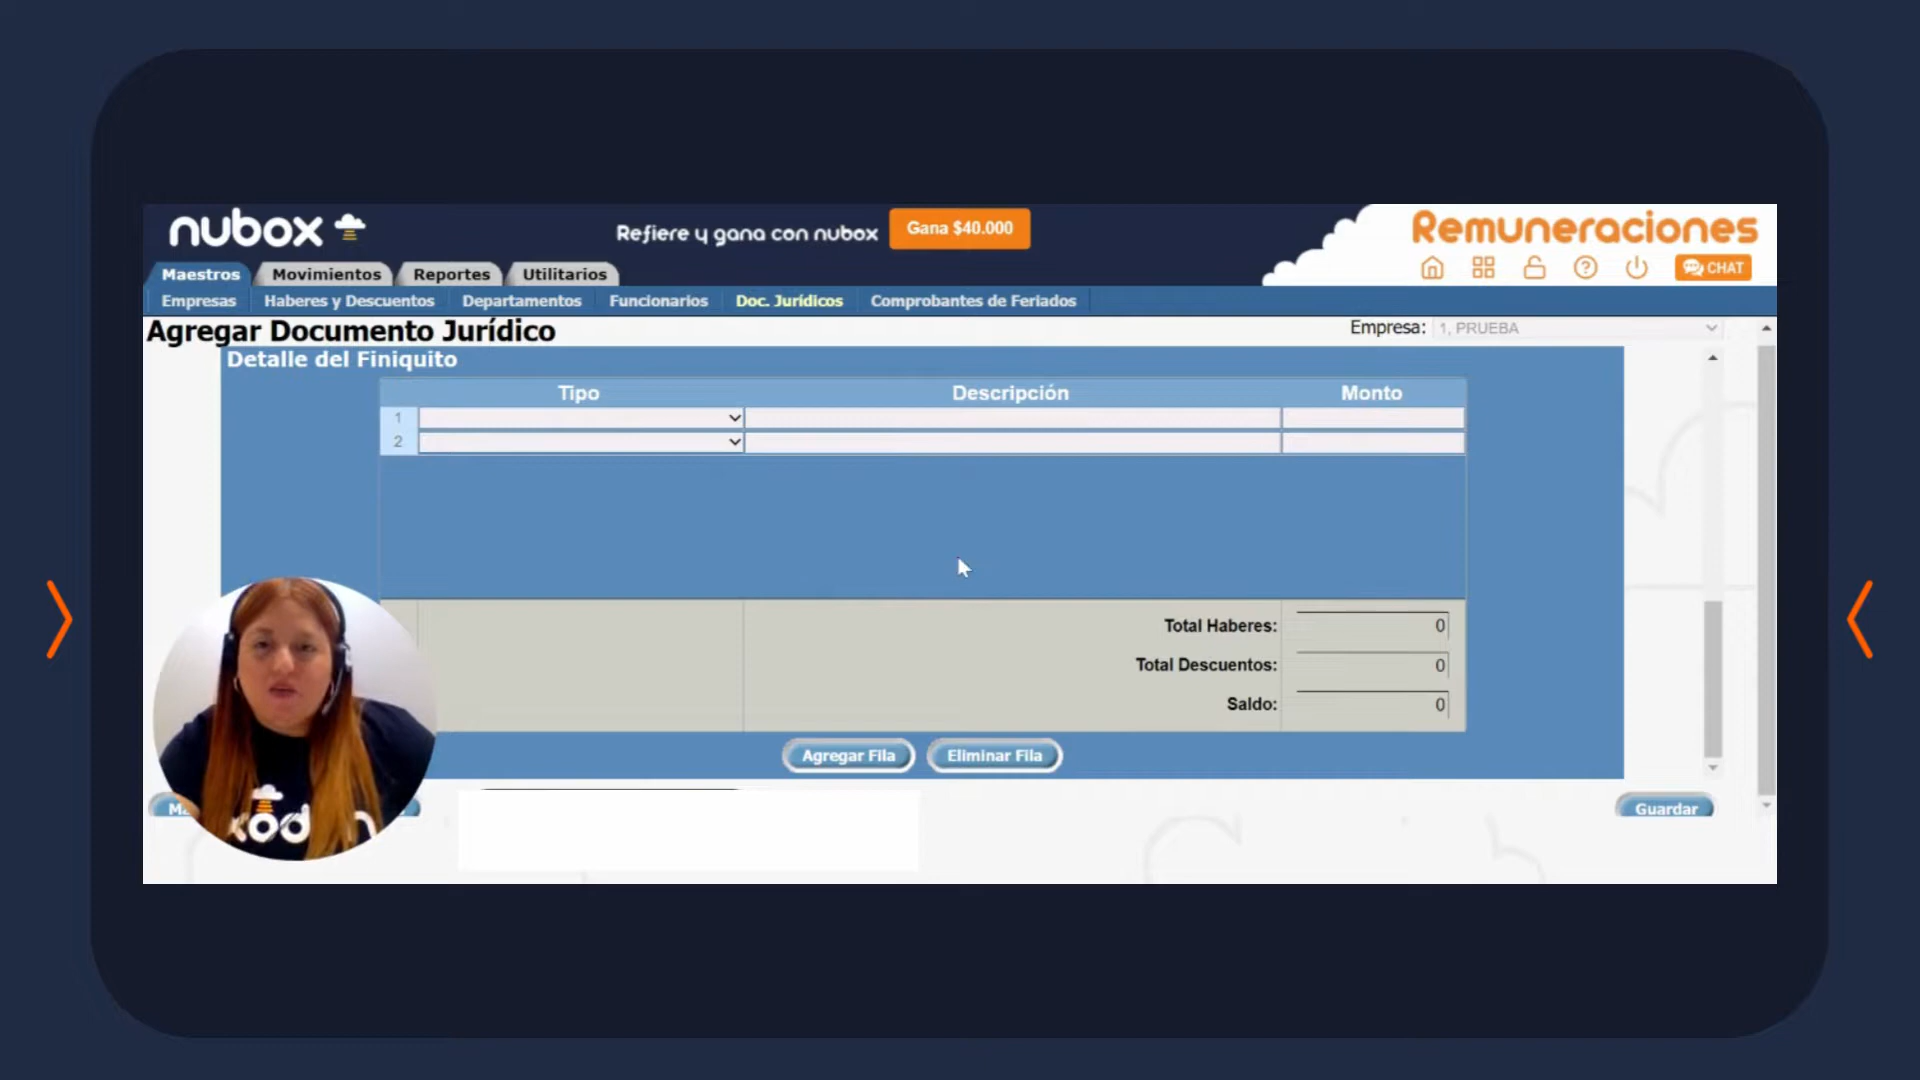 nubox
Refiere y gana con nubox
Gana $40.000
Remuneraciones
CHAT
Maestros
Movimientos
Reportes
Utilitarios
Empresas
Haberes y Descuentos
Departamentos
Funcionarios
Doc. Jurídicos
Comprobantes de Feriados
Agregar Documento Jurídico
Empresa: 1, PRUEBA
Detalle del Finiquito
Tipo
Descripción
Monto
1
2
Total Haberes: 0
Total Descuentos: 0
Saldo: 0
Agregar Fila
Eliminar Fila
Guardar